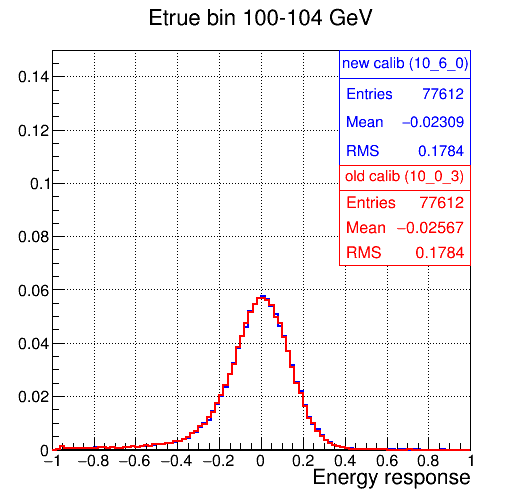 Etrue bin 100-104 GeV
new calib (10_6_0)
Entries 77612
Mean −0.02309
RMS 0.1784
old calib (10_0_3)
Entries 77612
Mean −0.02567
RMS 0.1784
0.14
0.12
0.1
0.08
0.06
0.04
0.02
0
−1 −0.8 −0.6 −0.4 −0.2 0 0.2 0.4 0.6 0.8 1
Energy response